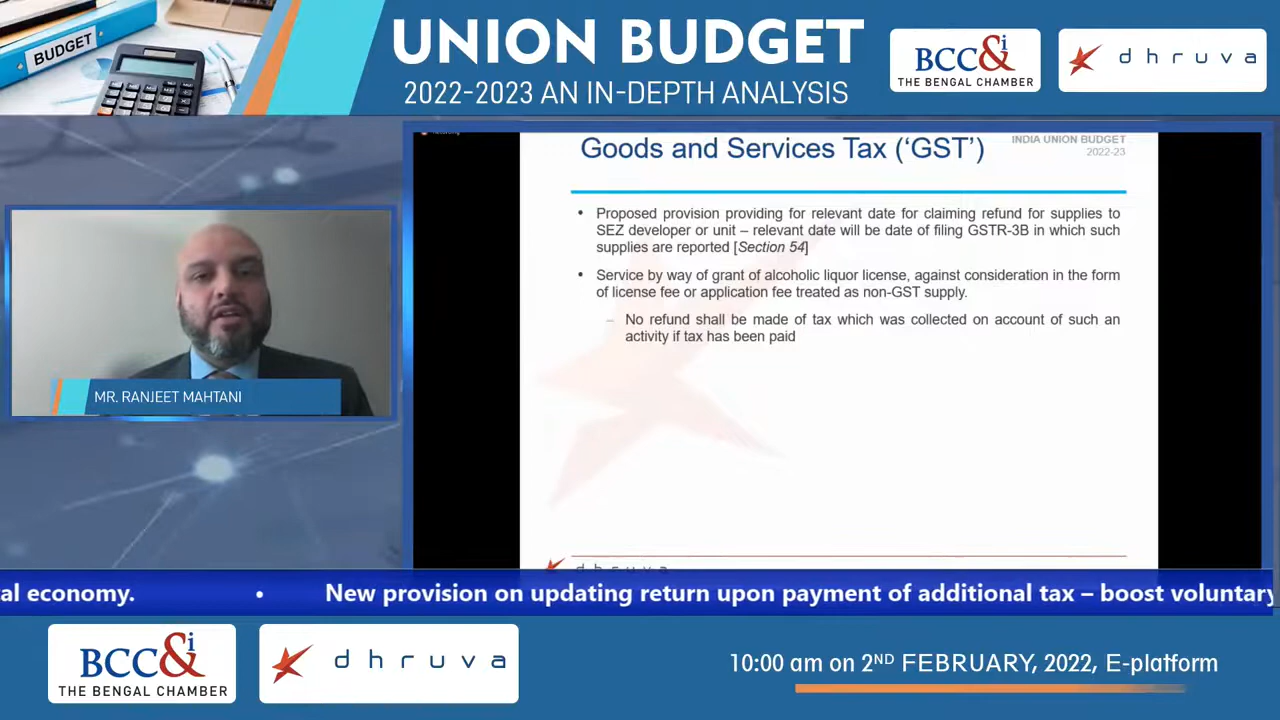 BUDGET
UNION BUDGET
2022-2023 AN IN-DEPTH ANALYSIS
BCC&i
THE BENGAL CHAMBER
dhruva
Goods and Services Tax (‘GST’)
INDIA UNION BUDGET
2022-23
• Proposed provision providing for relevant date for claiming refund for supplies to
SEZ developer or unit – relevant date will be date of filing GSTR-3B in which such
supplies are reported [Section 54]
• Service by way of grant of alcoholic liquor license, against consideration in the form
of license fee or application fee treated as non-GST supply.
– No refund shall be made of tax which was collected on account of such an
activity if tax has been paid
MR. RANJEET MAHTANI
dhruva
al economy. • New provision on updating return upon payment of additional tax – boost voluntary
BCC&i
THE BENGAL CHAMBER
dhruva
10:00 am on 2ND FEBRUARY, 2022, E-platform